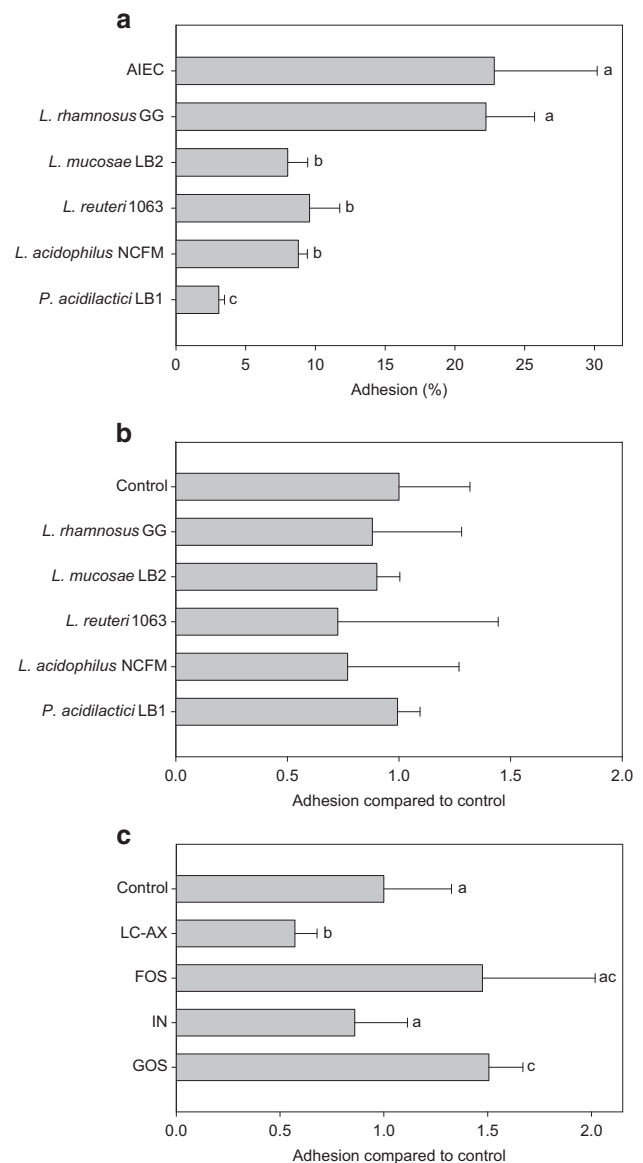 a
AIEC
a
L. rhamnosus GG
a
L. mucosae LB2
b
L. reuteri 1063
b
L. acidophilus NCFM
b
P. acidilactici LB1
c
0 5 10 15 20 25 30
Adhesion (%)
b
Control
L. rhamnosus GG
L. mucosae LB2
L. reuteri 1063
L. acidophilus NCFM
P. acidilactici LB1
0.0 0.5 1.0 1.5 2.0
Adhesion compared to control
c
Control
a
LC-AX
b
FOS
ac
IN
a
GOS
c
0.0 0.5 1.0 1.5 2.0
Adhesion compared to control